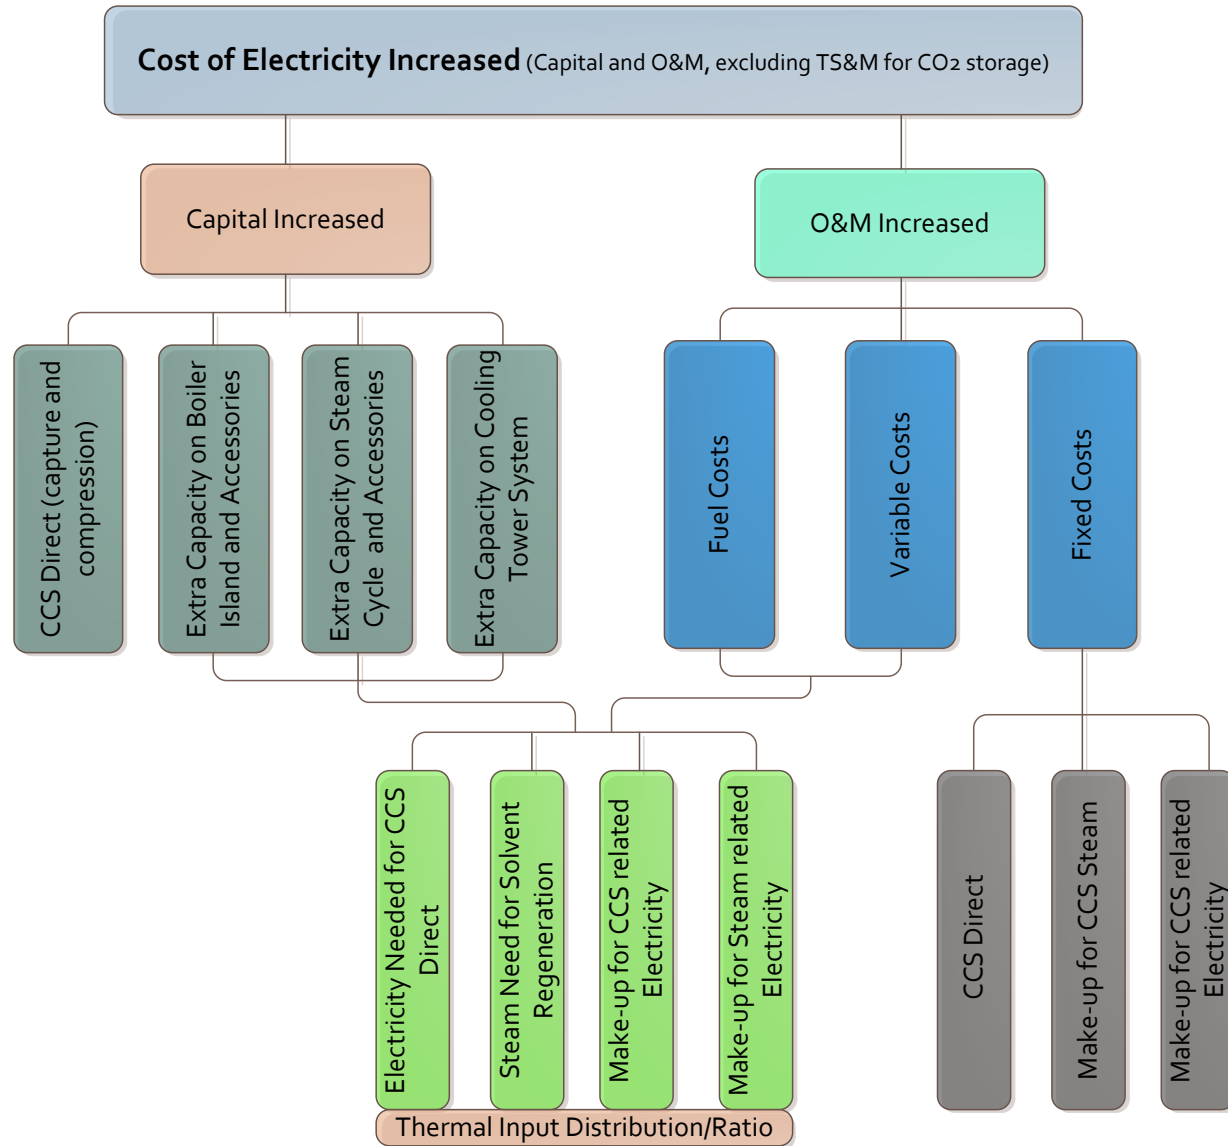 Cost of Electricity Increased (Capital and O&M, excluding TS&M for CO2 storage)
Capital Increased
O&M Increased
CCS Direct (capture and
compression)
Extra Capacity on Boiler
Island and Accessories
Extra Capacity on Steam
Cycle and Accessories
Extra Capacity on Cooling
Tower System
Fuel Costs
Variable Costs
Fixed Costs
Electricity Needed for CCS
Direct
Steam Need for Solvent
Regeneration
Make-up for CCS related
Electricity
Make-up for Steam related
Electricity
CCS Direct
Make-up for CCS Steam
Make-up for CCS related
Electricity
Thermal Input Distribution/Ratio